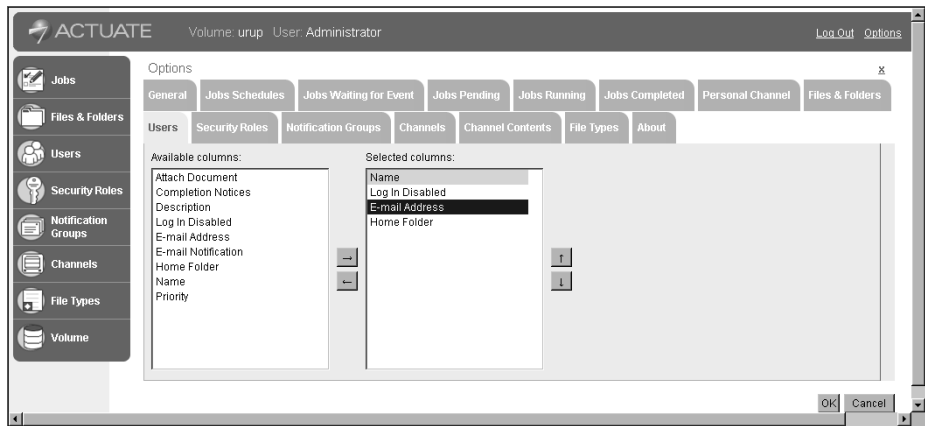 ACTUATE
Volume: urup User: Administrator
Log Out Options
Jobs
Files & Folders
Users
Security Roles
Notification
Groups
Channels
File Types
Volume
Options
x
General Jobs Schedules Jobs Waiting for Event Jobs Pending Jobs Running Jobs Completed Personal Channel Files & Folders
Users Security Roles Notification Groups Channels Channel Contents File Types About
Available columns:
Attach Document
Completion Notices
Description
Log In Disabled
E-mail Address
E-mail Notification
Home Folder
Name
Priority
→
←
Selected columns:
Name
Log In Disabled
E-mail Address
Home Folder
↑
↓
OK Cancel